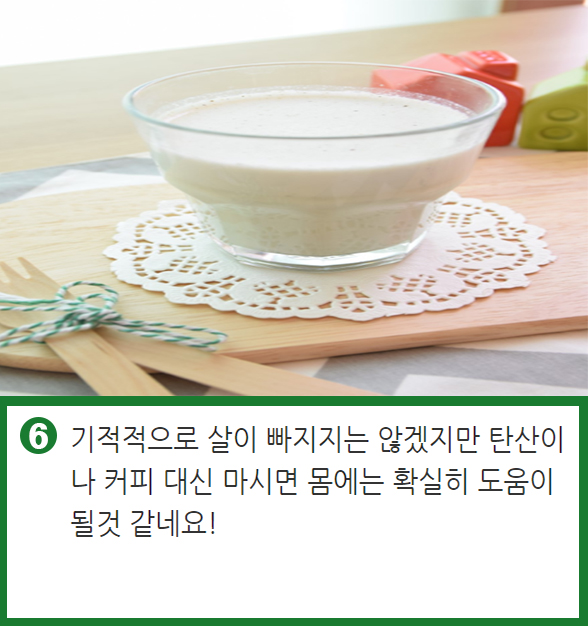 6 기적적으로 살이 빠지지는 않겠지만 탄산이
나 커피 대신 마시면 몸에는 확실히 도움이
될것 같네요!